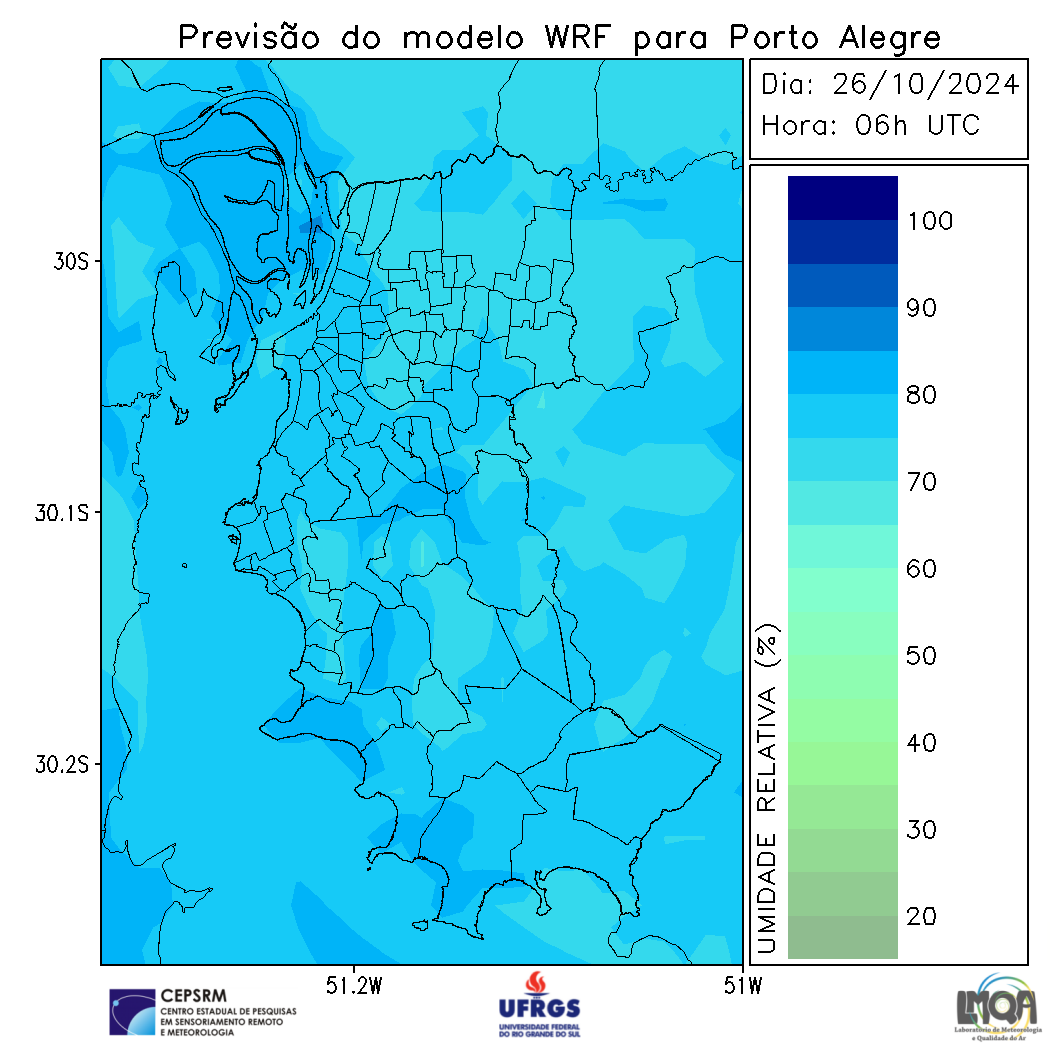 Previsão do modelo WRF para Porto Alegre
Dia: 26/10/2024
Hora: 06h UTC
30S
30.1S
30.2S
51.2W
51W
UMIDADE RELATIVA (%)
100
90
80
70
60
50
40
30
20
CEPSRM
CENTRO ESTADUAL DE PESQUISAS
EM SENSORIAMENTO REMOTO
E METEOROLOGIA
UFRGS
UNIVERSIDADE FEDERAL
DO RIO GRANDE DO SUL
LMQA
Laboratório de Meteorologia
e Qualidade do Ar